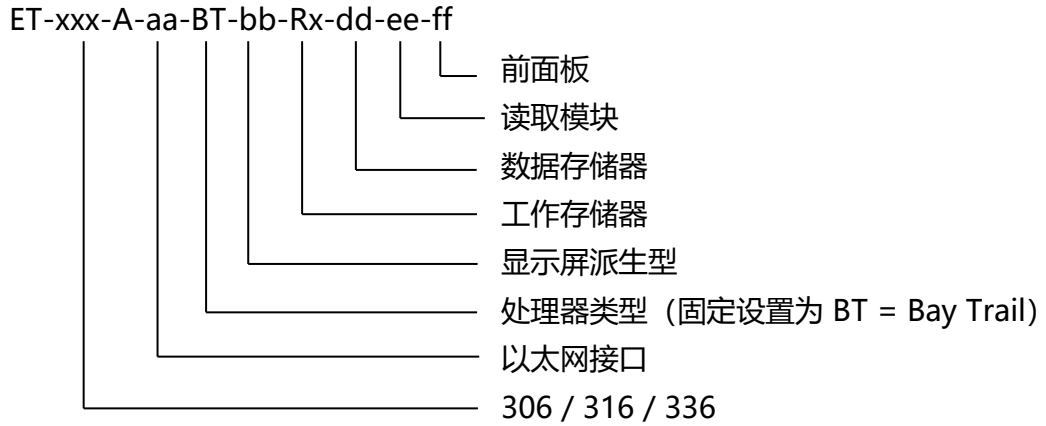 ET-xxx-A-aa-BT-bb-Rx-dd-ee-ff
前面板
读取模块
数据存储器
工作存储器
显示屏派生型
处理器类型（固定设置为 BT = Bay Trail）
以太网接口
306 / 316 / 336